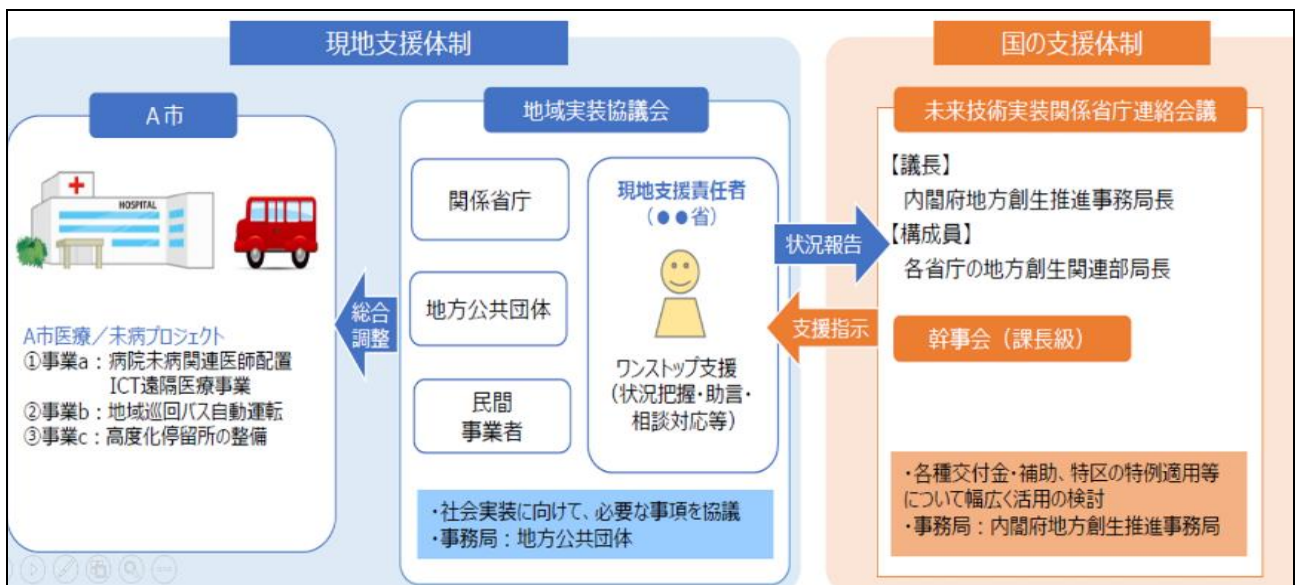 現地支援体制
A市
HOSPITAL
A市医療／未病プロジェクト
①事業a：病院未病関連医師配置
ICT遠隔医療事業
②事業b：地域巡回バス自動運転
③事業c：高度化停留所の整備
総合
調整
地域実装協議会
関係省庁
地方公共団体
民間
事業者
現地支援責任者
（●●省）
ワンストップ支援
（状況把握・助言・
相談対応等）
・社会実装に向けて、必要な事項を協議
・事務局：地方公共団体
状況報告
支援指示
国の支援体制
未来技術実装関係省庁連絡会議
【議長】
内閣府地方創生推進事務局長
【構成員】
各省庁の地方創生関連部局長
幹事会（課長級）
・各種交付金・補助、特区の特例適用等
について幅広く活用の検討
・事務局：内閣府地方創生推進事務局